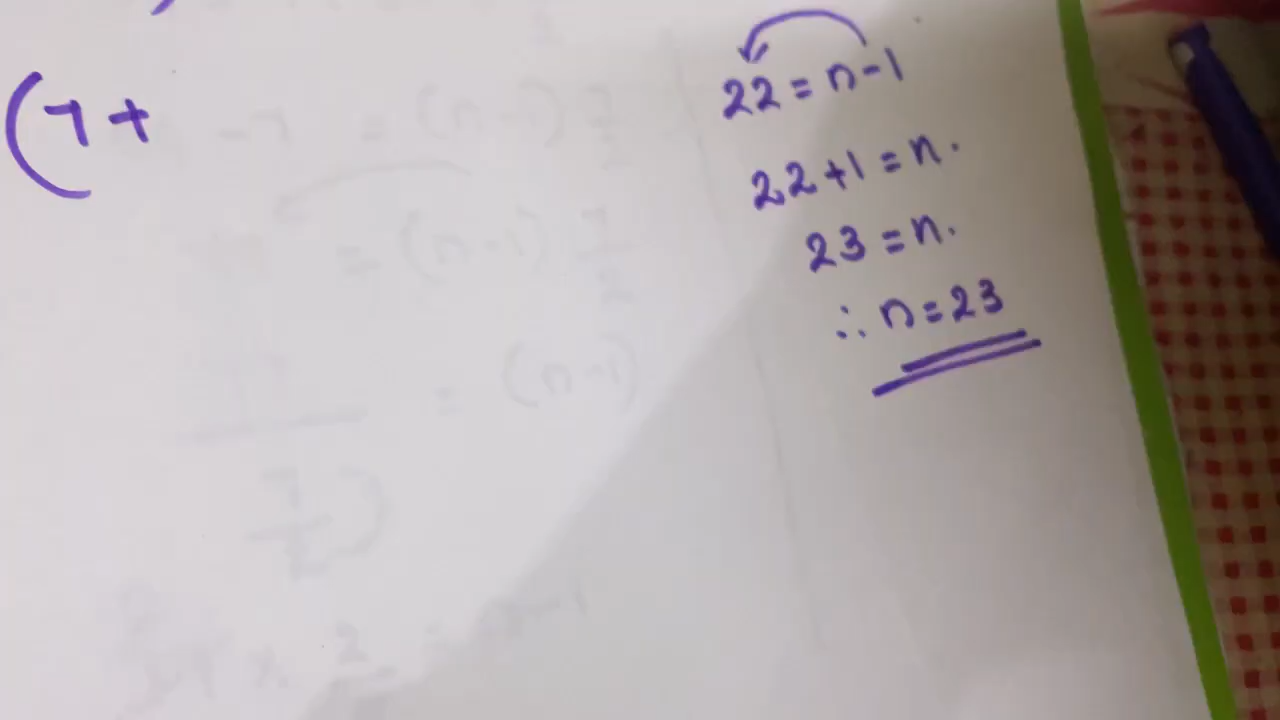 (7 +
22 = n - 1
22 + 1 = n.
23 = n.
∴ n = 23